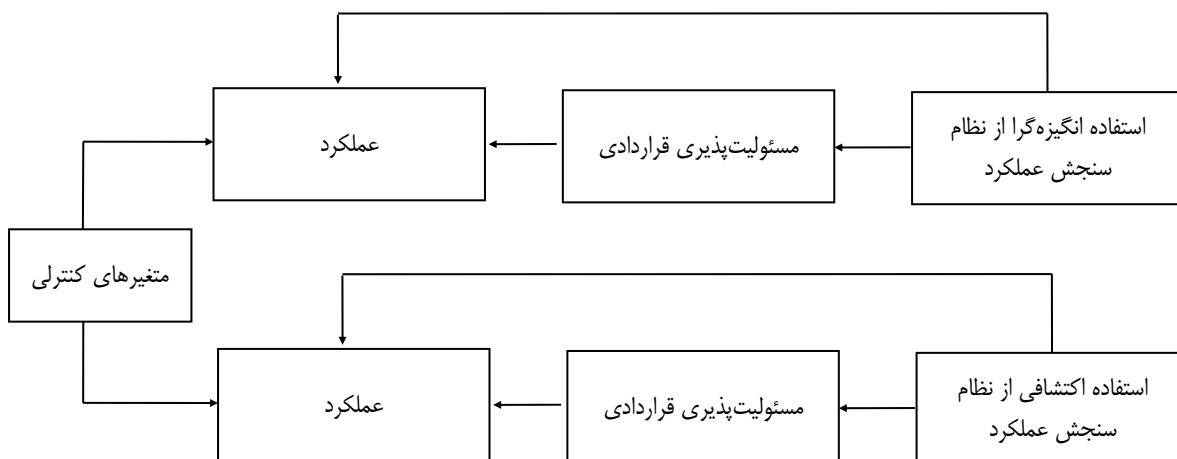 استفاده انگیزه‌گرا از نظام
سنجش عملکرد
مسئولیت‌پذیری قراردادی
عملکرد
متغیرهای کنترلی
استفاده اکتشافی از نظام
سنجش عملکرد
مسئولیت‌پذیری قراردادی
عملکرد